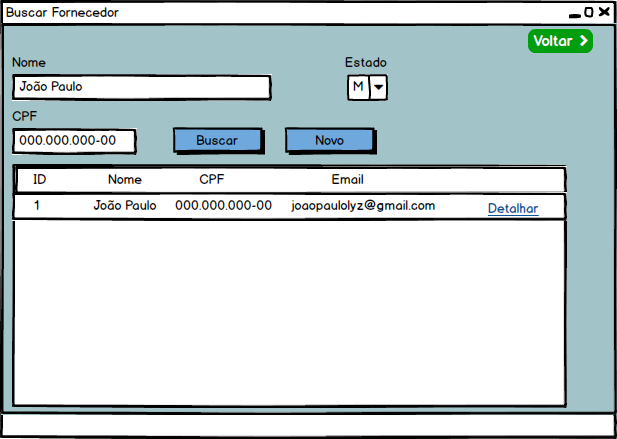 Buscar Fornecedor
Voltar
Nome
Estado
João Paulo
M
CPF
000.000.000-00
Buscar
Novo
ID Nome CPF Email
1 João Paulo 000.000.000-00 joaopaulolyz@gmail.com Detalhar